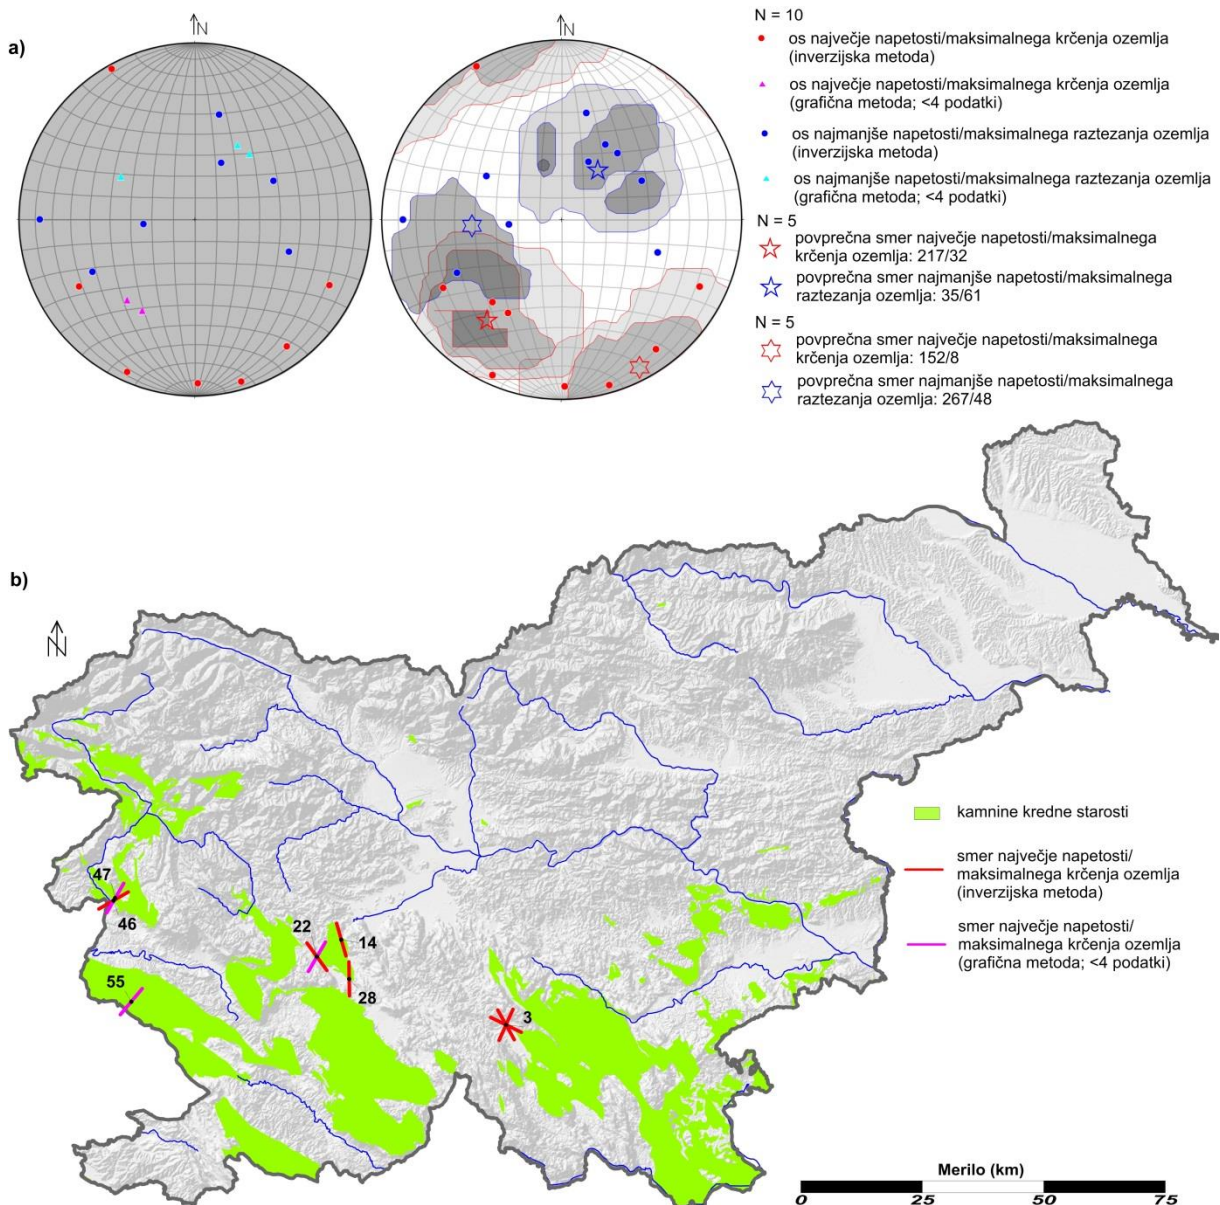 a)
N
N
N = 10
os največje napetosti/maksimalnega krčenja ozemlja
(inverzijska metoda)
os največje napetosti/maksimalnega krčenja ozemlja
(grafična metoda; <4 podatki)
os najmanjše napetosti/maksimalnega raztezanja ozemlja
(inverzijska metoda)
os najmanjše napetosti/maksimalnega raztezanja ozemlja
(grafična metoda; <4 podatki)
N = 5
povprečna smer največje napetosti/maksimalnega
krčenja ozemlja: 217/32
povprečna smer najmanjše napetosti/maksimalnega
raztezanja ozemlja: 35/61
N = 5
povprečna smer največje napetosti/maksimalnega
krčenja ozemlja: 152/8
povprečna smer najmanjše napetosti/maksimalnega
raztezanja ozemlja: 267/48
b)
N
kamnine kredne starosti
smer največje napetosti/
maksimalnega krčenja ozemlja
(inverzijska metoda)
smer največje napetosti/
maksimalnega krčenja ozemlja
(grafična metoda; <4 podatki)
47
46
22
14
55
28
3
Merilo (km)
0 25 50 75